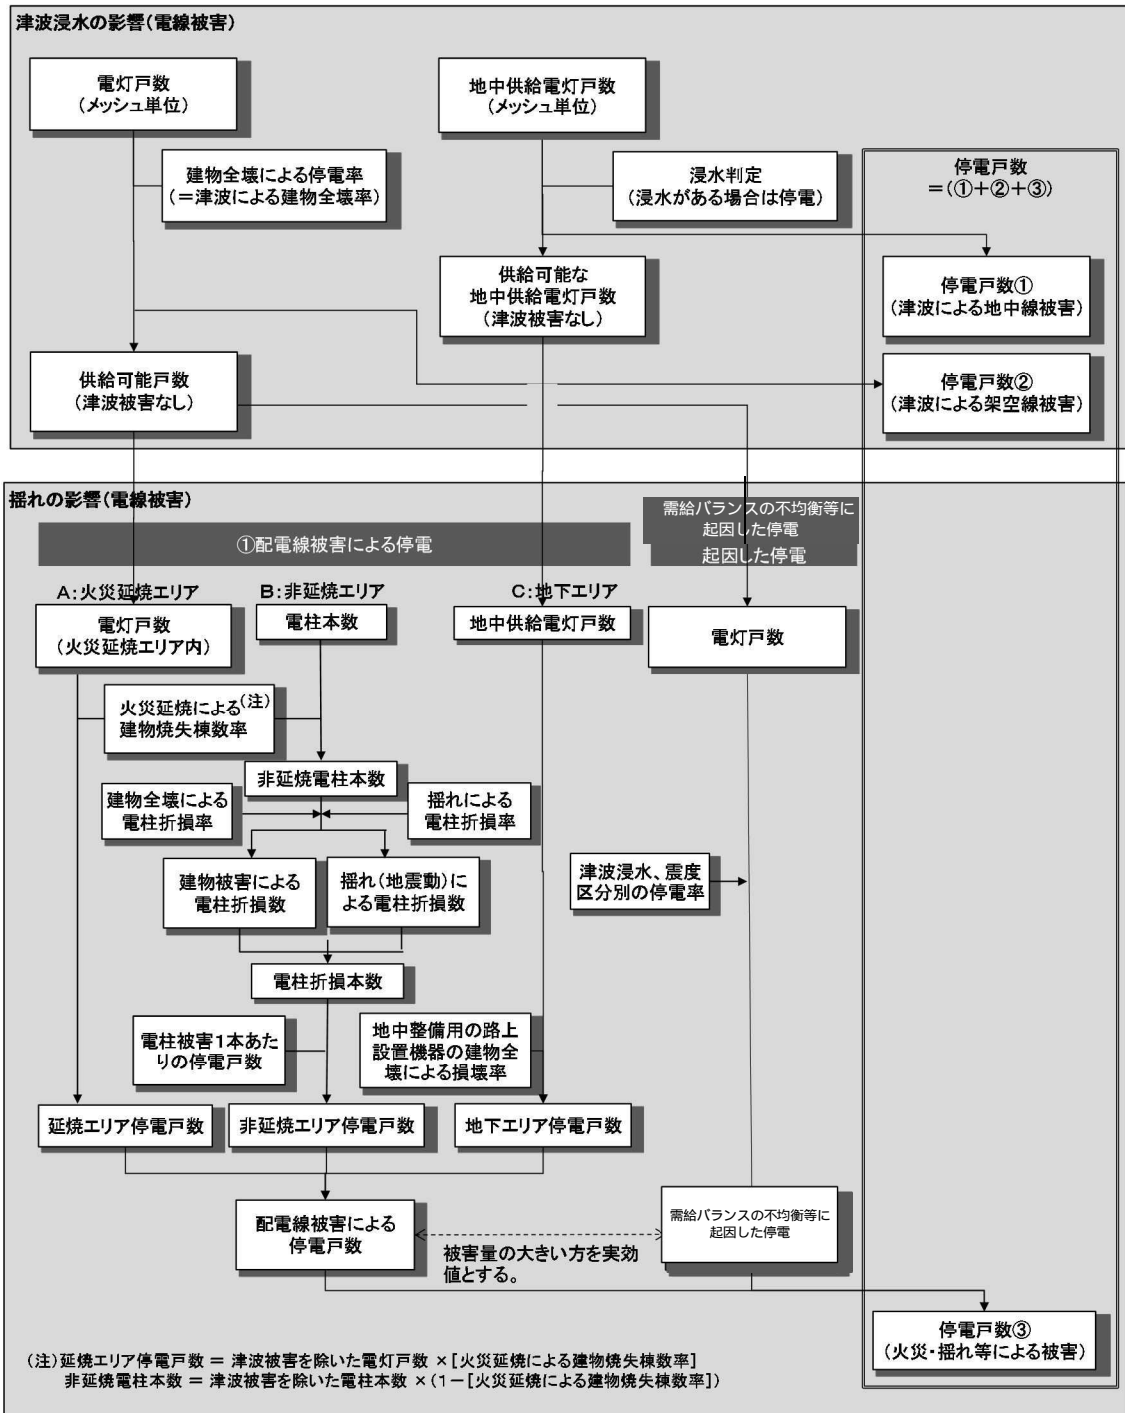 津波浸水の影響(電線被害)
電灯戸数
(メッシュ単位)
地中供給電灯戸数
(メッシュ単位)
建物全壊による停電率
(=津波による建物全壊率)
浸水判定
(浸水がある場合は停電)
停電戸数
=(①+②+③)
供給可能な
地中供給電灯戸数
(津波被害なし)
停電戸数①
(津波による地中線被害)
供給可能戸数
(津波被害なし)
停電戸数②
(津波による架空線被害)
揺れの影響(電線被害)
①配電線被害による停電
需給バランスの不均衡等に
起因した停電
起因した停電
A:火災延焼エリア
B:非延焼エリア
C:地下エリア
電灯戸数
(火災延焼エリア内)
電柱本数
地中供給電灯戸数
電灯戸数
火災延焼による(注)
建物焼失棟数率
非延焼電柱本数
建物全壊による
電柱折損率
揺れによる
電柱折損率
建物被害による
電柱折損数
揺れ(地震動)に
よる電柱折損数
津波浸水、震度
区分別の停電率
電柱折損本数
電柱被害1本あた
りの停電戸数
地中整備用の路上
設置機器の建物全
壊による損壊率
延焼エリア停電戸数
非延焼エリア停電戸数
地下エリア停電戸数
配電線被害による
停電戸数
需給バランスの不均衡等に
起因した停電
被害量の大きい方を実効
値とする。
停電戸数③
(火災・揺れ等による被害)
(注)延焼エリア停電戸数 = 津波被害を除いた電灯戸数 ×[火災延焼による建物焼失棟数率]
非延焼電柱本数 = 津波被害を除いた電柱本数 ×(1-[火災延焼による建物焼失棟数率])